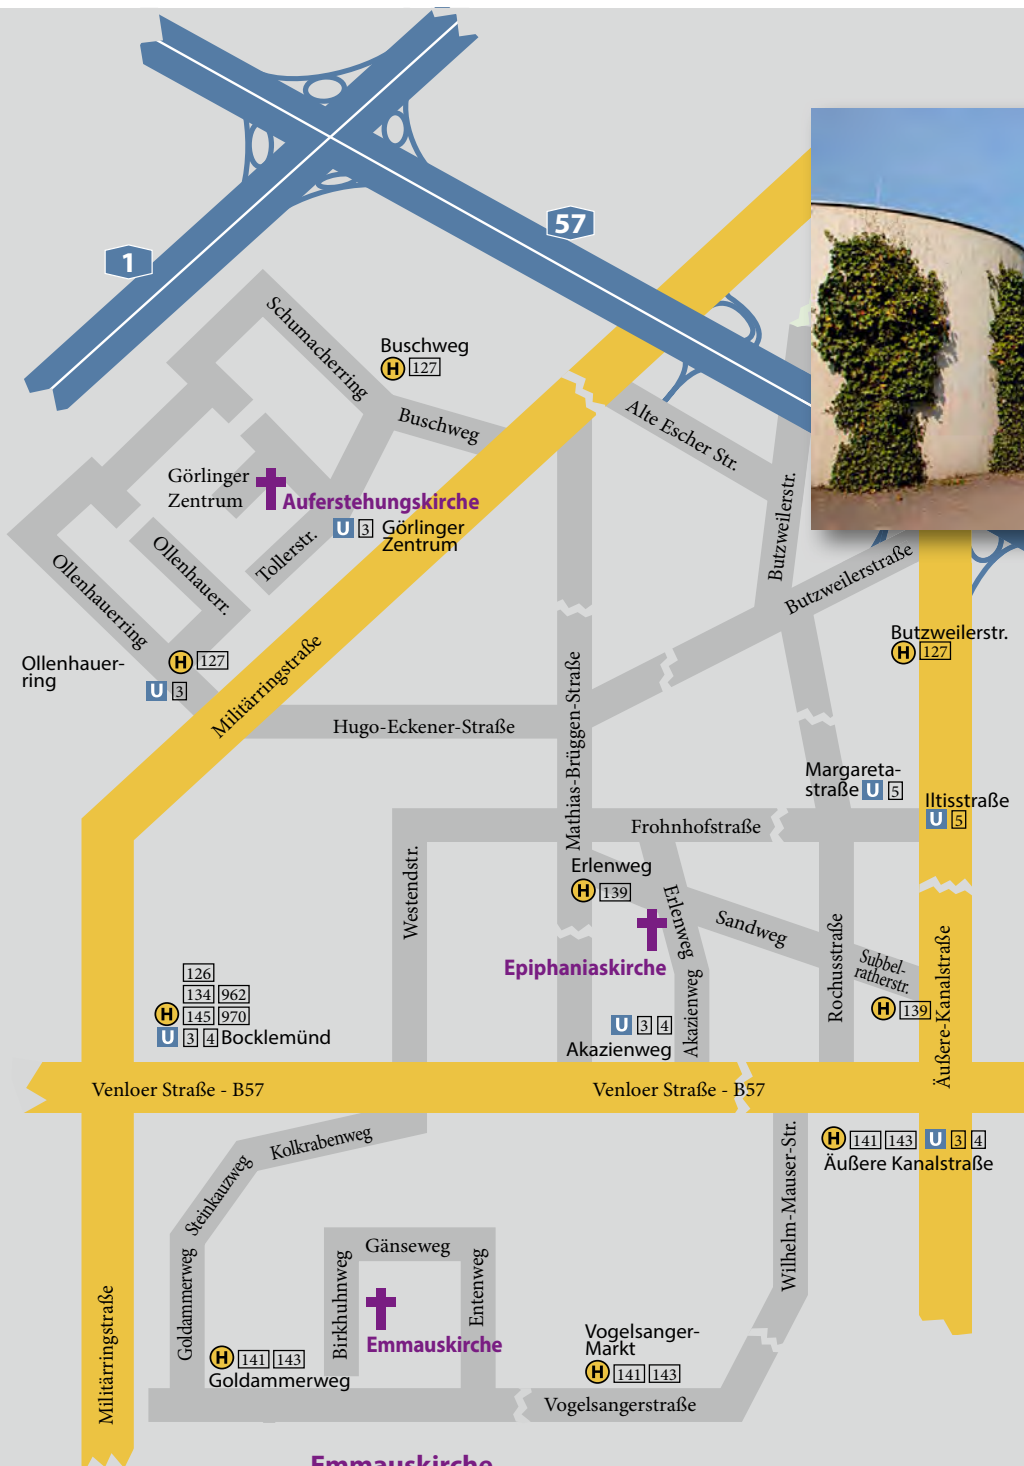 57
1
Schumacherring
Buschweg
H 127
Buschweg
Alte Escher Str.
Görlinger
Zentrum
Auferstehungskirche
U 3 Görlinger
Zentrum
Tollerstr.
Ollenhauerr.
Ollenhauerring
Butzweilerstr.
Butzweilerstraße
Ollenhauer-
ring
H 127
U 3
Militärringstraße
Butzweilerstr.
H 127
Hugo-Eckener-Straße
Mathias-Brüggen-Straße
Margareta-
straße U 5
Iltisstraße
U 5
Frohnhofstraße
Westendstr.
Erlenweg
H 139
Erlenweg
Sandweg
Epiphaniaskirche
Rochusstraße
Subbel-
ratherstr.
H 139
Äußere-Kanalstraße
126
134 962
H 145 970
U 3 4 Bocklemünd
U 3 4
Akazienweg
Akazienweg
Venloer Straße - B57
Venloer Straße - B57
Kolkrabenweg
Steinkauzweg
Wilhelm-Mauser-Str.
H 141 143 U 3 4
Äußere Kanalstraße
Goldammerweg
Gänseweg
Birkhuhnweg
Entenweg
Emmauskirche
Militärringstraße
H 141 143
Goldammerweg
Vogelsanger-
Markt
H 141 143
Vogelsangerstraße
Emmauskirche